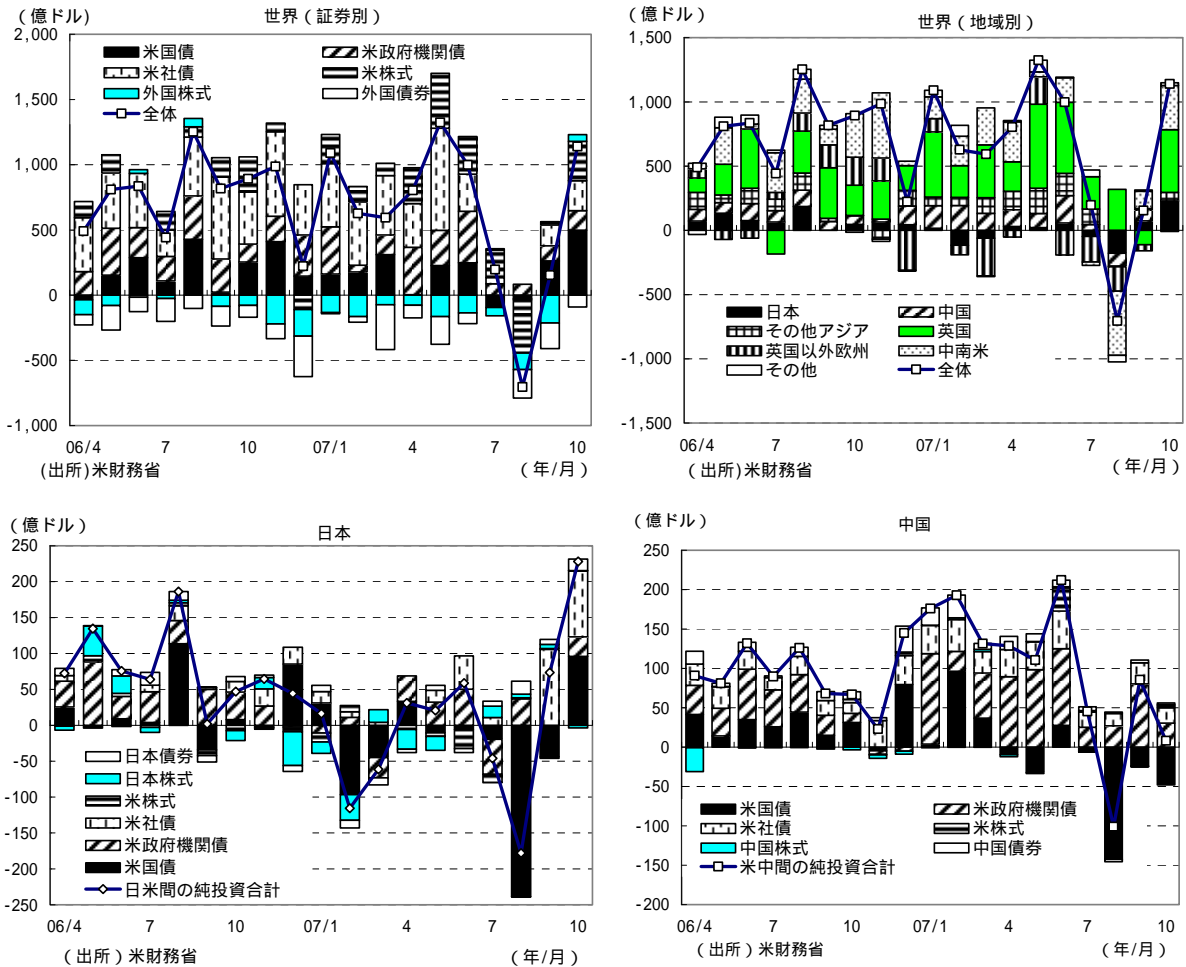 （億ドル）
世界（証券別）
2,000
1,500
1,000
500
0
-500
-1,000
米国債
米政府機関債
米社債
米株式
外国株式
外国債券
全体
06/4
7
10
07/1
4
7
10
(出所)米財務省
（年/月）
（億ドル）
世界（地域別）
1,500
1,000
500
0
-500
-1,000
-1,500
日本
中国
その他アジア
英国
英国以外欧州
中南米
その他
全体
06/4
7
10
07/1
4
7
10
(出所)米財務省
（年/月）
（億ドル）
日本
250
200
150
100
50
0
-50
-100
-150
-200
-250
日本債券
日本株式
米株式
米社債
米政府機関債
米国債
日米間の純投資合計
06/4
7
10
07/1
4
7
10
（出所）米財務省
（年/月）
（億ドル）
中国
250
200
150
100
50
0
-50
-100
-150
-200
米国債
米政府機関債
米社債
米株式
中国株式
中国債券
米中間の純投資合計
06/4
7
10
07/1
4
7
10
（出所）米財務省
（年/月）